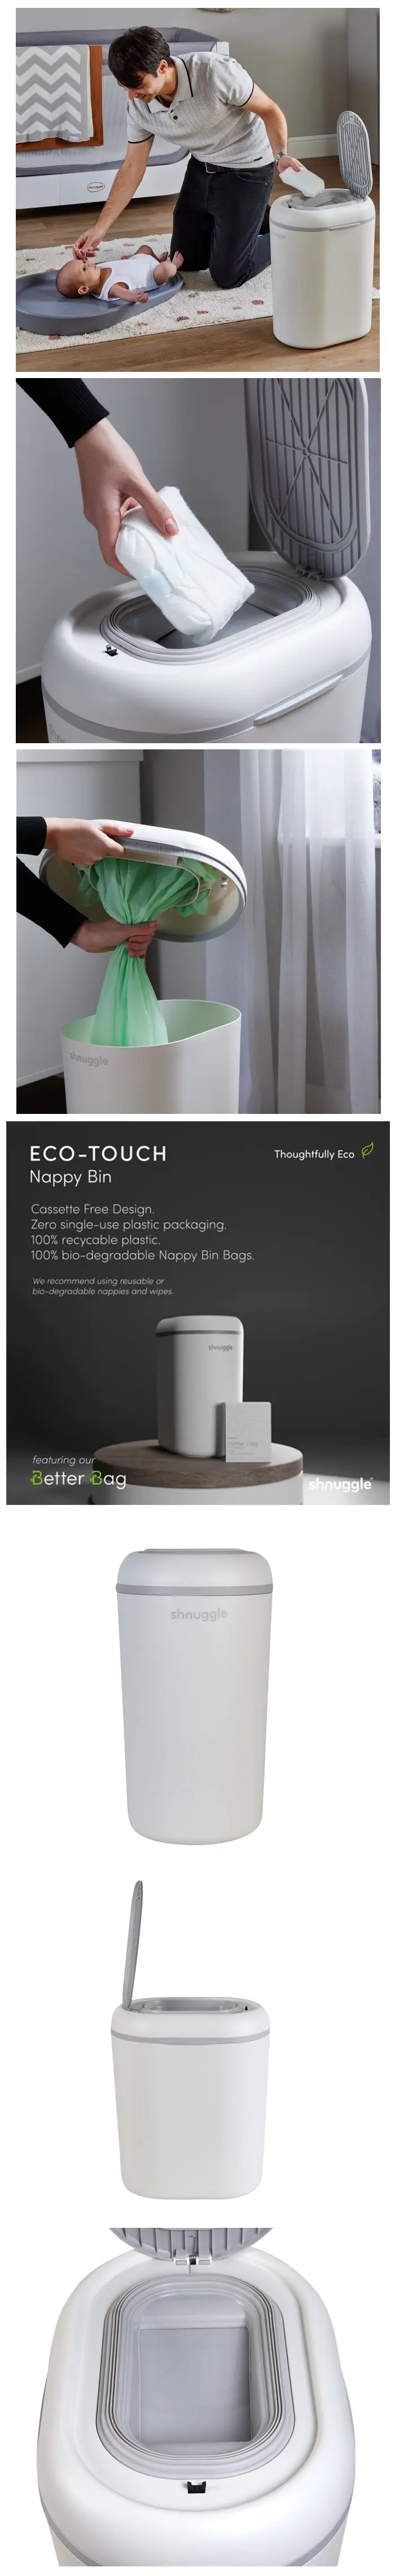 shnuggle
ECO-TOUCH
Nappy Bin
Thoughtfully Eco
Cassette Free Design.
Zero single-use plastic packaging.
100% recyclable plastic.
100% bio-degradable Nappy Bin Bags.
We recommend using reusable or
bio-degradable nappies and wipes.
shnuggle
featuring our
Better Bag
shnuggle
shnuggle